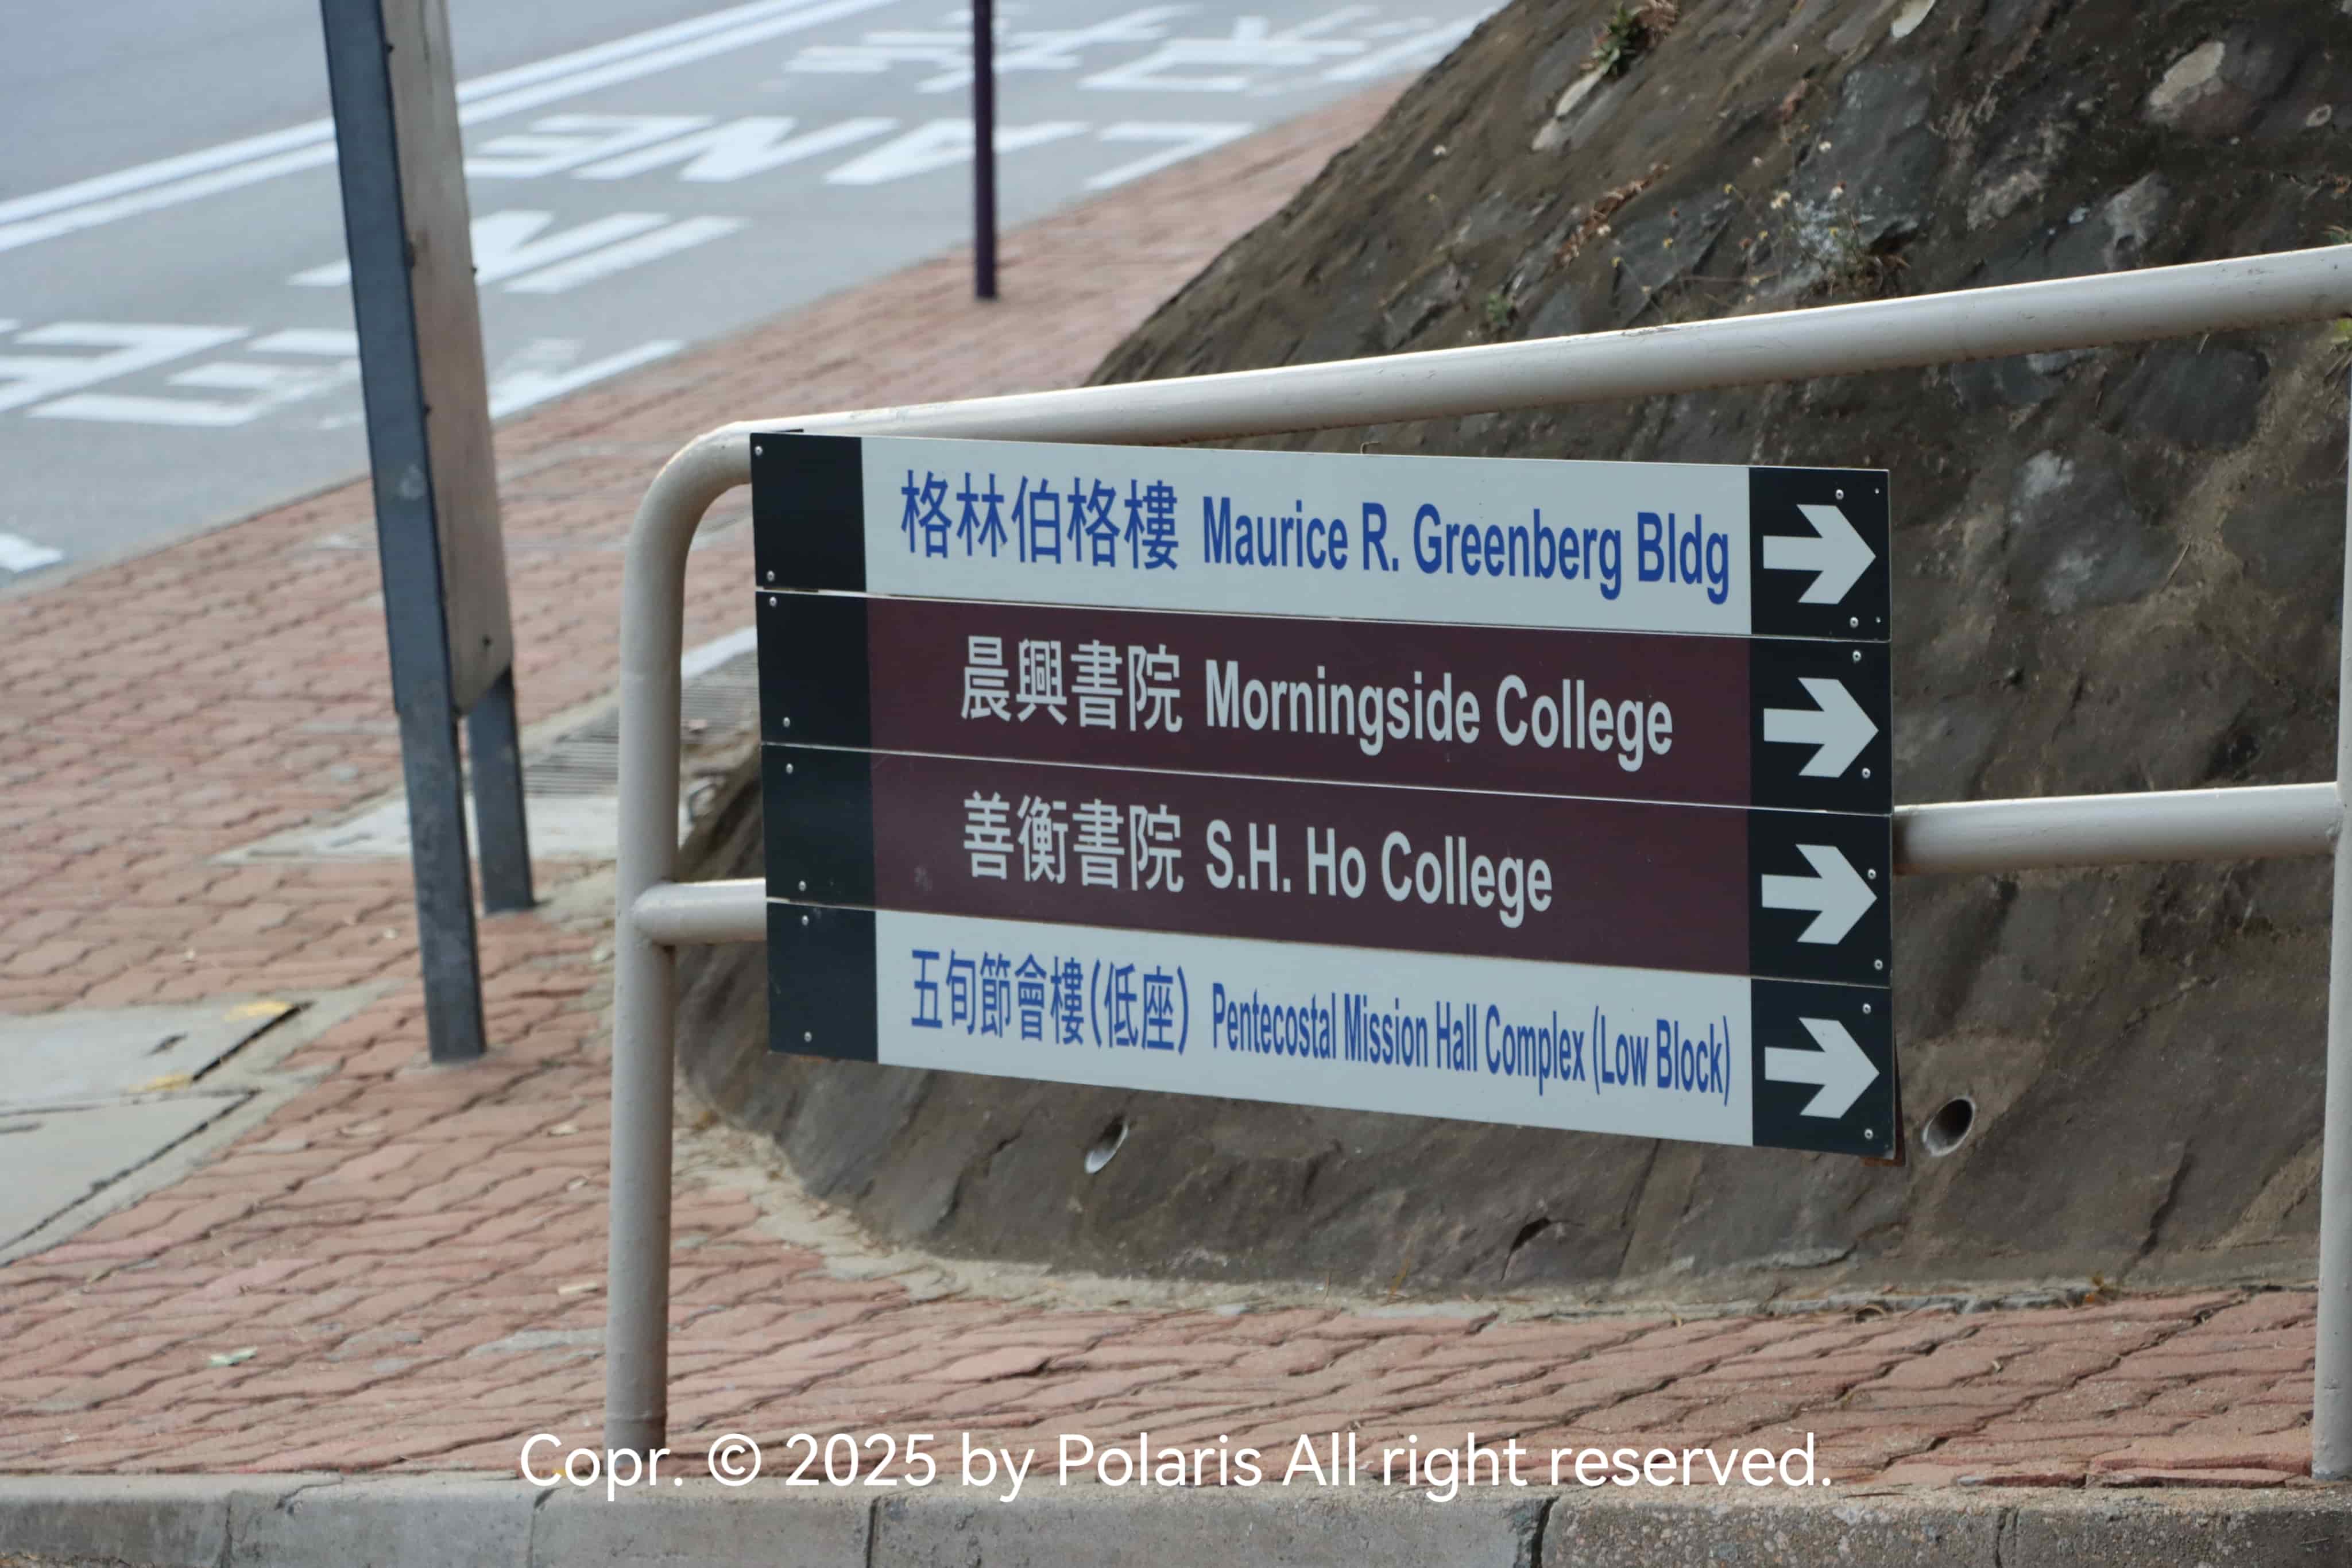 格林伯格樓 Maurice R. Greenberg Bldg
晨興書院 Morningside College
善衡書院 S.H. Ho College
五旬節會樓(低座) Pentecostal Mission Hall Complex (Low Block)
Copr. © 2025 by Polaris All right reserved.